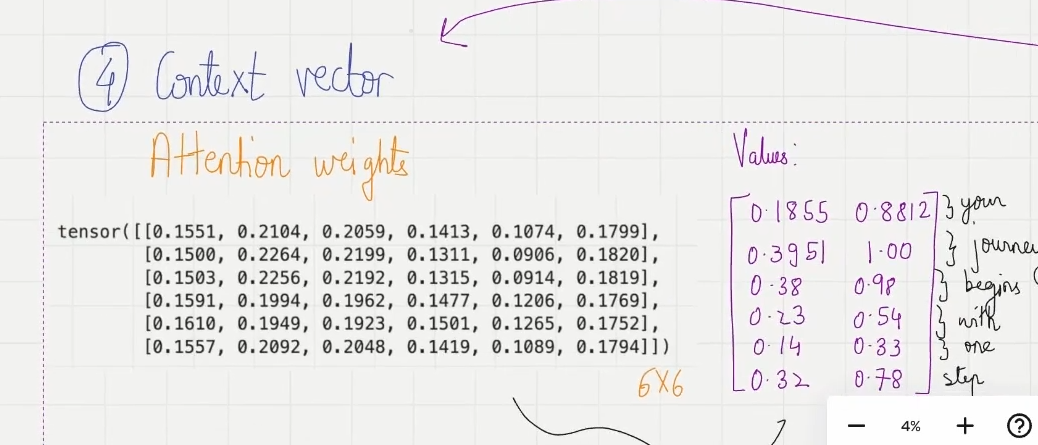 4 Context vector
Attention weights
tensor([[0.1551, 0.2104, 0.2059, 0.1413, 0.1074, 0.1799],
[0.1500, 0.2264, 0.2199, 0.1311, 0.0906, 0.1820],
[0.1503, 0.2256, 0.2192, 0.1315, 0.0914, 0.1819],
[0.1591, 0.1994, 0.1962, 0.1477, 0.1206, 0.1769],
[0.1610, 0.1949, 0.1923, 0.1501, 0.1265, 0.1752],
[0.1557, 0.2092, 0.2048, 0.1419, 0.1089, 0.1794]])
6X6
Values:
0.1855 0.8812 } your
0.3951 1.00 } journey
0.38 0.98 } begins
0.23 0.54 } with
0.14 0.33 } one
0.32 0.78 step
− 4% + ?